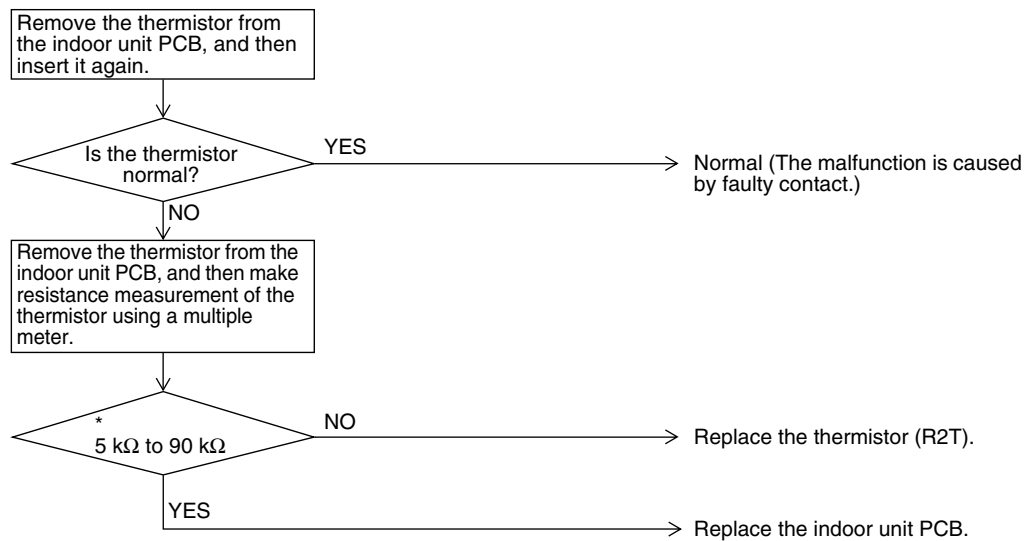 Remove the thermistor from
the indoor unit PCB, and then
insert it again.
Is the thermistor
normal?
YES
Normal (The malfunction is caused
by faulty contact.)
NO
Remove the thermistor from the
indoor unit PCB, and then make
resistance measurement of the
thermistor using a multiple
meter.
*
5 kΩ to 90 kΩ
NO
Replace the thermistor (R2T).
YES
Replace the indoor unit PCB.